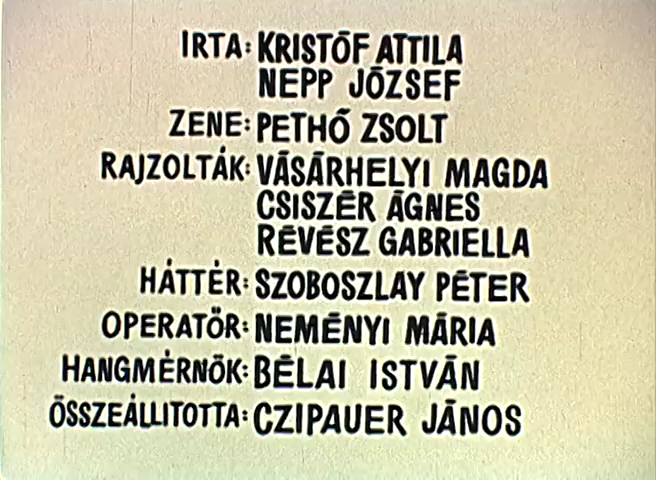 IRTA: KRISTÓF ATTILA
NEPP JÓZSEF
ZENE: PETHŐ ZSOLT
RAJZOLTÁK: VÁSÁRHELYI MAGDA
CSISZÉR ÁGNES
RÉVÉSZ GABRIELLA
HÁTTÉR: SZOBOSZLAY PÉTER
OPERATŐR: NEMÉNYI MÁRIA
HANGMÉRNÖK: BÉLAI ISTVÁN
ÖSSZEÁLLITOTTA: CZIPAUER JÁNOS